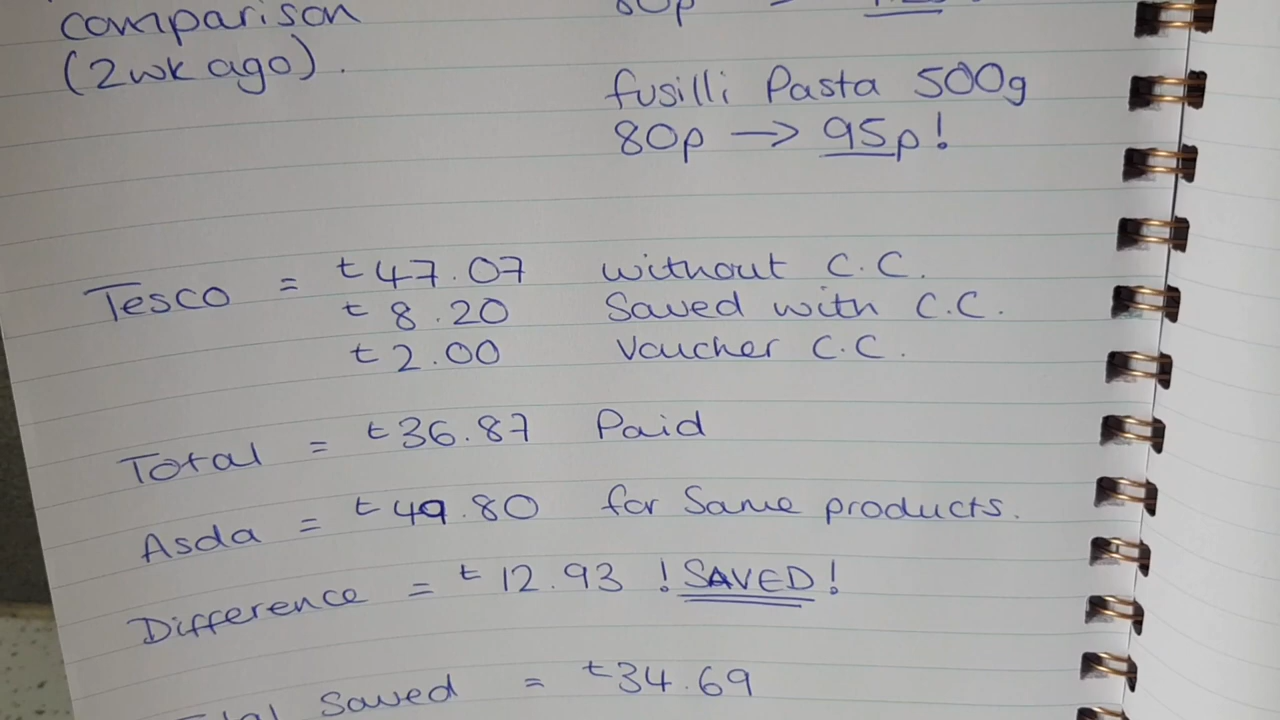 comparison
(2wk ago).
80p
fusilli Pasta 500g
80p → 95p!
Tesco = £47.07 without C.C.
£8.20 Saved with C.C.
£2.00 Voucher C.C.
Total = £36.87 Paid
Asda = £49.80 for Same products.
Difference = £12.93 !SAVED!
Saved = £34.69